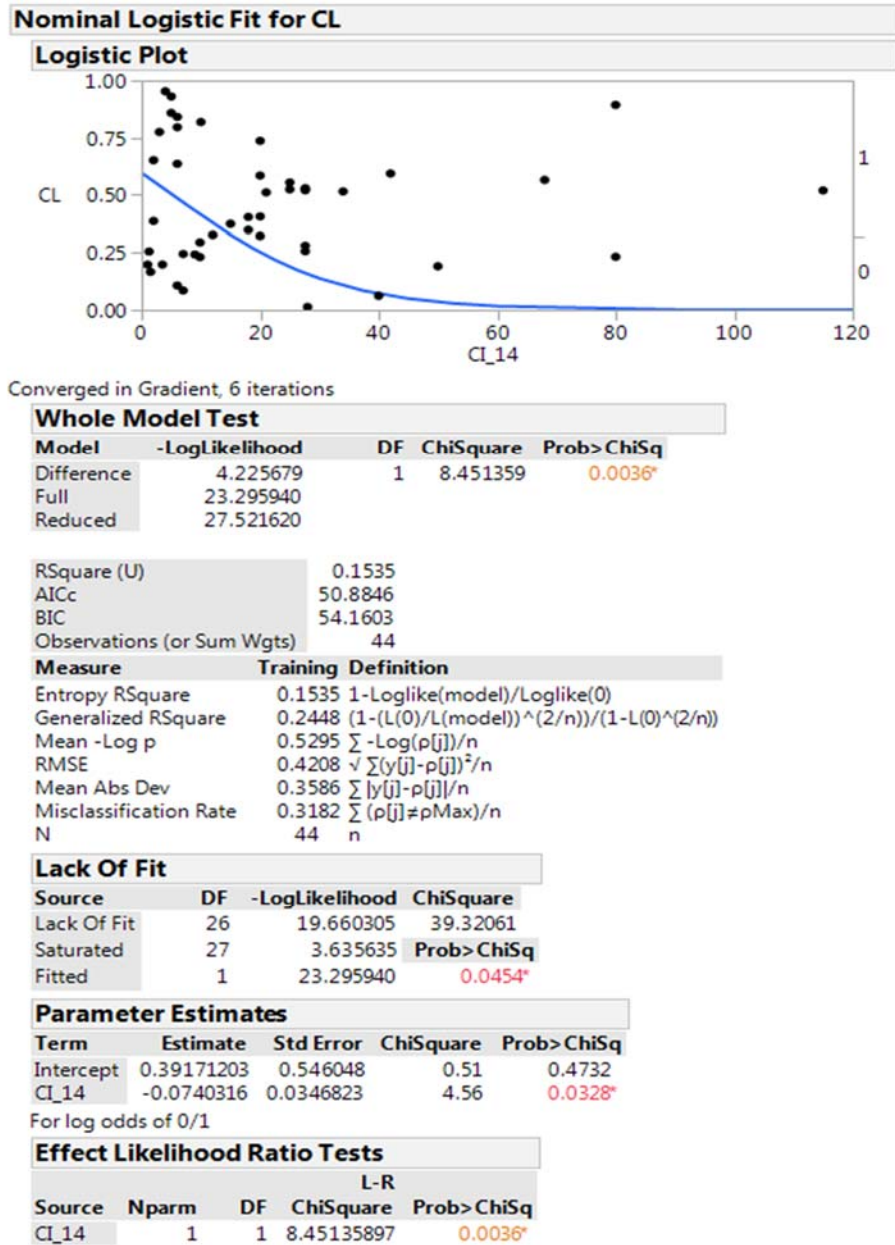 Nominal Logistic Fit for CL
Logistic Plot
1.00
0.75
CL 0.50
0.25
0.00
1
0
0 20 40 60 80 100 120
CI_14
Converged in Gradient, 6 iterations
Whole Model Test
Model -LogLikelihood DF ChiSquare Prob>ChiSq
Difference 4.225679 1 8.451359 0.0036*
Full 23.295940
Reduced 27.521620
RSquare (U) 0.1535
AICc 50.8846
BIC 54.1603
Observations (or Sum Wgts) 44
Measure Training Definition
Entropy RSquare 0.1535 1-Loglike(model)/Loglike(0)
Generalized RSquare 0.2448 (1-(L(0)/L(model))^(2/n))/(1-L(0)^(2/n))
Mean -Log p 0.5295 ∑ -Log(ρ[j])/n
RMSE 0.4208 √ ∑(y[j]-ρ[j])²/n
Mean Abs Dev 0.3586 ∑ |y[j]-ρ[j]|/n
Misclassification Rate 0.3182 ∑ (ρ[j]≠ρMax)/n
N 44 n
Lack Of Fit
Source DF -LogLikelihood ChiSquare
Lack Of Fit 26 19.660305 39.32061
Saturated 27 3.635635 Prob>ChiSq
Fitted 1 23.295940 0.0454*
Parameter Estimates
Term Estimate Std Error ChiSquare Prob>ChiSq
Intercept 0.39171203 0.546048 0.51 0.4732
CI_14 -0.0740316 0.0346823 4.56 0.0328*
For log odds of 0/1
Effect Likelihood Ratio Tests
L-R
Source Nparm DF ChiSquare Prob>ChiSq
CI_14 1 1 8.45135897 0.0036*